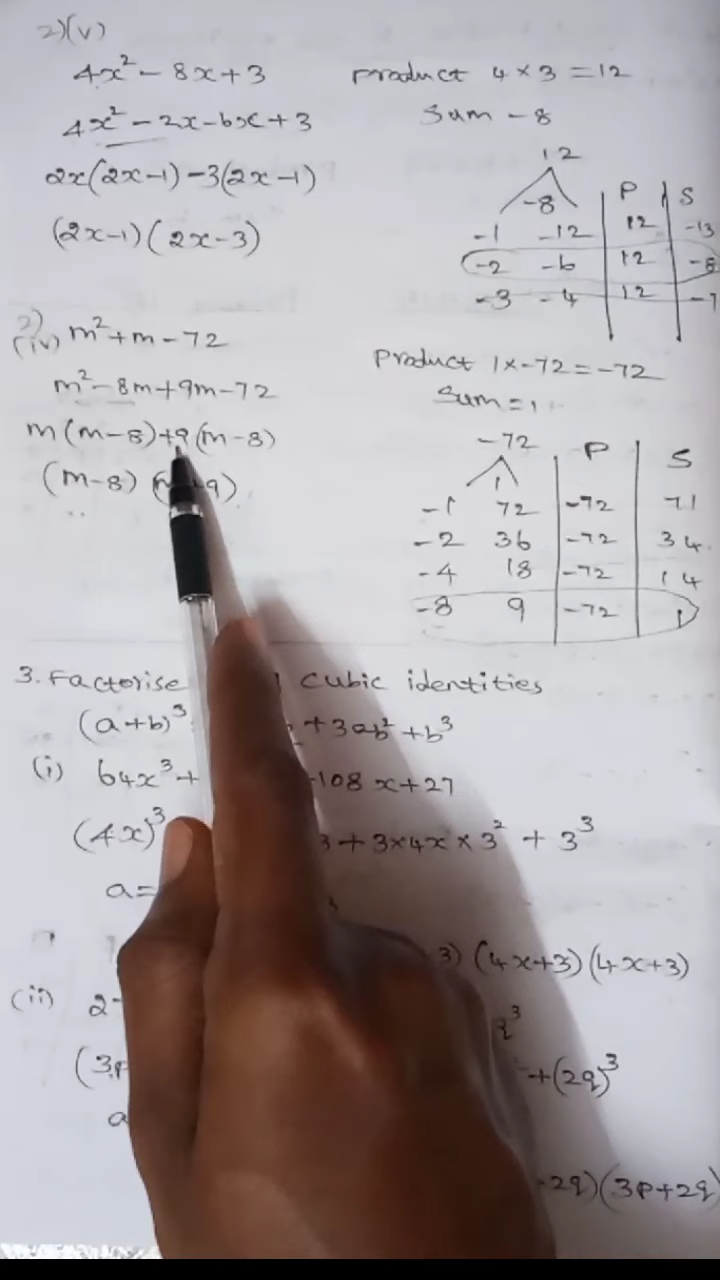 2)(v)
4x² - 8x + 3
product 4 × 3 = 12
4x² - 2x - 6x + 3
Sum - 8
2x(2x-1) - 3(2x-1)
(2x-1)(2x-3)
12
-8 P S
-1 -12 12 -13
-2 -6 12 -8
-3 -4 12 -7
2)
(iv) m² + m - 72
product 1 × -72 = -72
m² - 8m + 9m - 72
Sum = 1
m(m-8)+9(m-8)
(m-8) 9)
-72 P S
1
-1 72 -72 71
-2 36 -72 34
-4 18 -72 14
-8 9 -72 1
3. Factorise cubic identities
(a+b)³ + 3ab² + b³
(i) 64x³ + 108x + 27
(4x)³ 3 + 3×4x × 3² + 3³
a =
3) (4x+3)(4x+3)
(ii) 2
(3p + (2q)³
a
2q)(3p+2q)